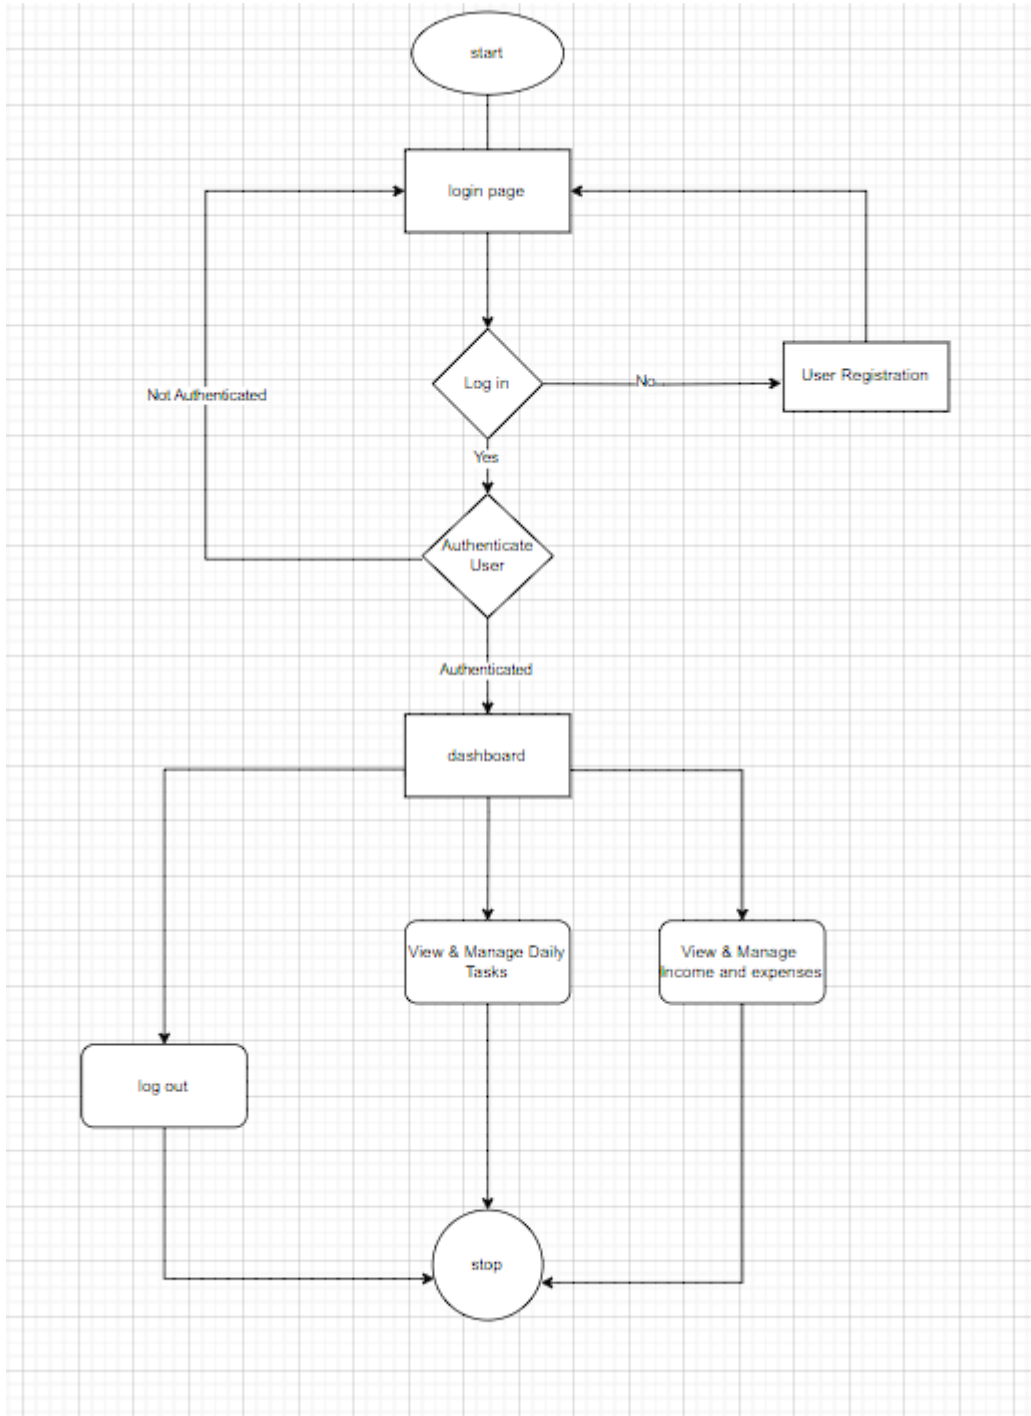 start
login page
Log in
No
User Registration
Not Authenticated
Yes
Authenticate
User
Authenticated
dashboard
View & Manage Daily
Tasks
View & Manage
Income and expenses
log out
stop